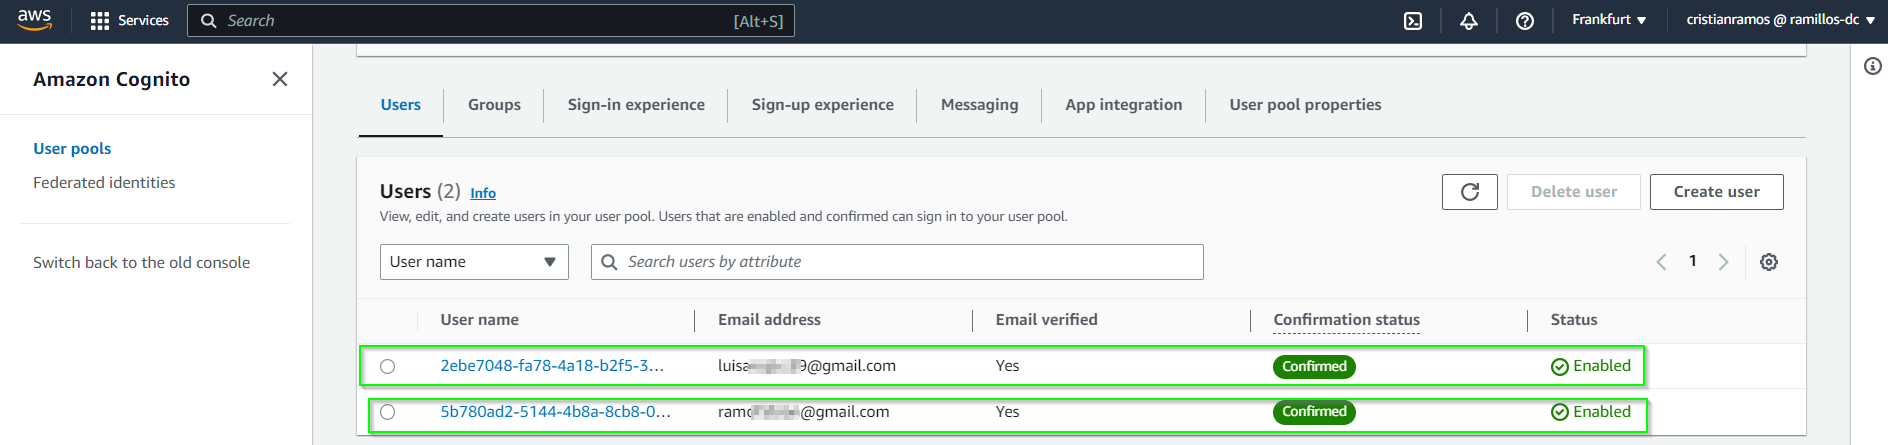 aws Services Search [Alt+S] Frankfurt cristianramos @ ramillos-dc
Amazon Cognito
User pools
Federated identities
Switch back to the old console
Users Groups Sign-in experience Sign-up experience Messaging App integration User pool properties
Users (2) Info
Delete user Create user
View, edit, and create users in your user pool. Users that are enabled and confirmed can sign in to your user pool.
User name Search users by attribute 1
User name Email address Email verified Confirmation status Status
2ebe7048-fa78-4a18-b2f5-3... luisa 9@gmail.com Yes Confirmed Enabled
5b780ad2-5144-4b8a-8cb8-0... ramo @gmail.com Yes Confirmed Enabled